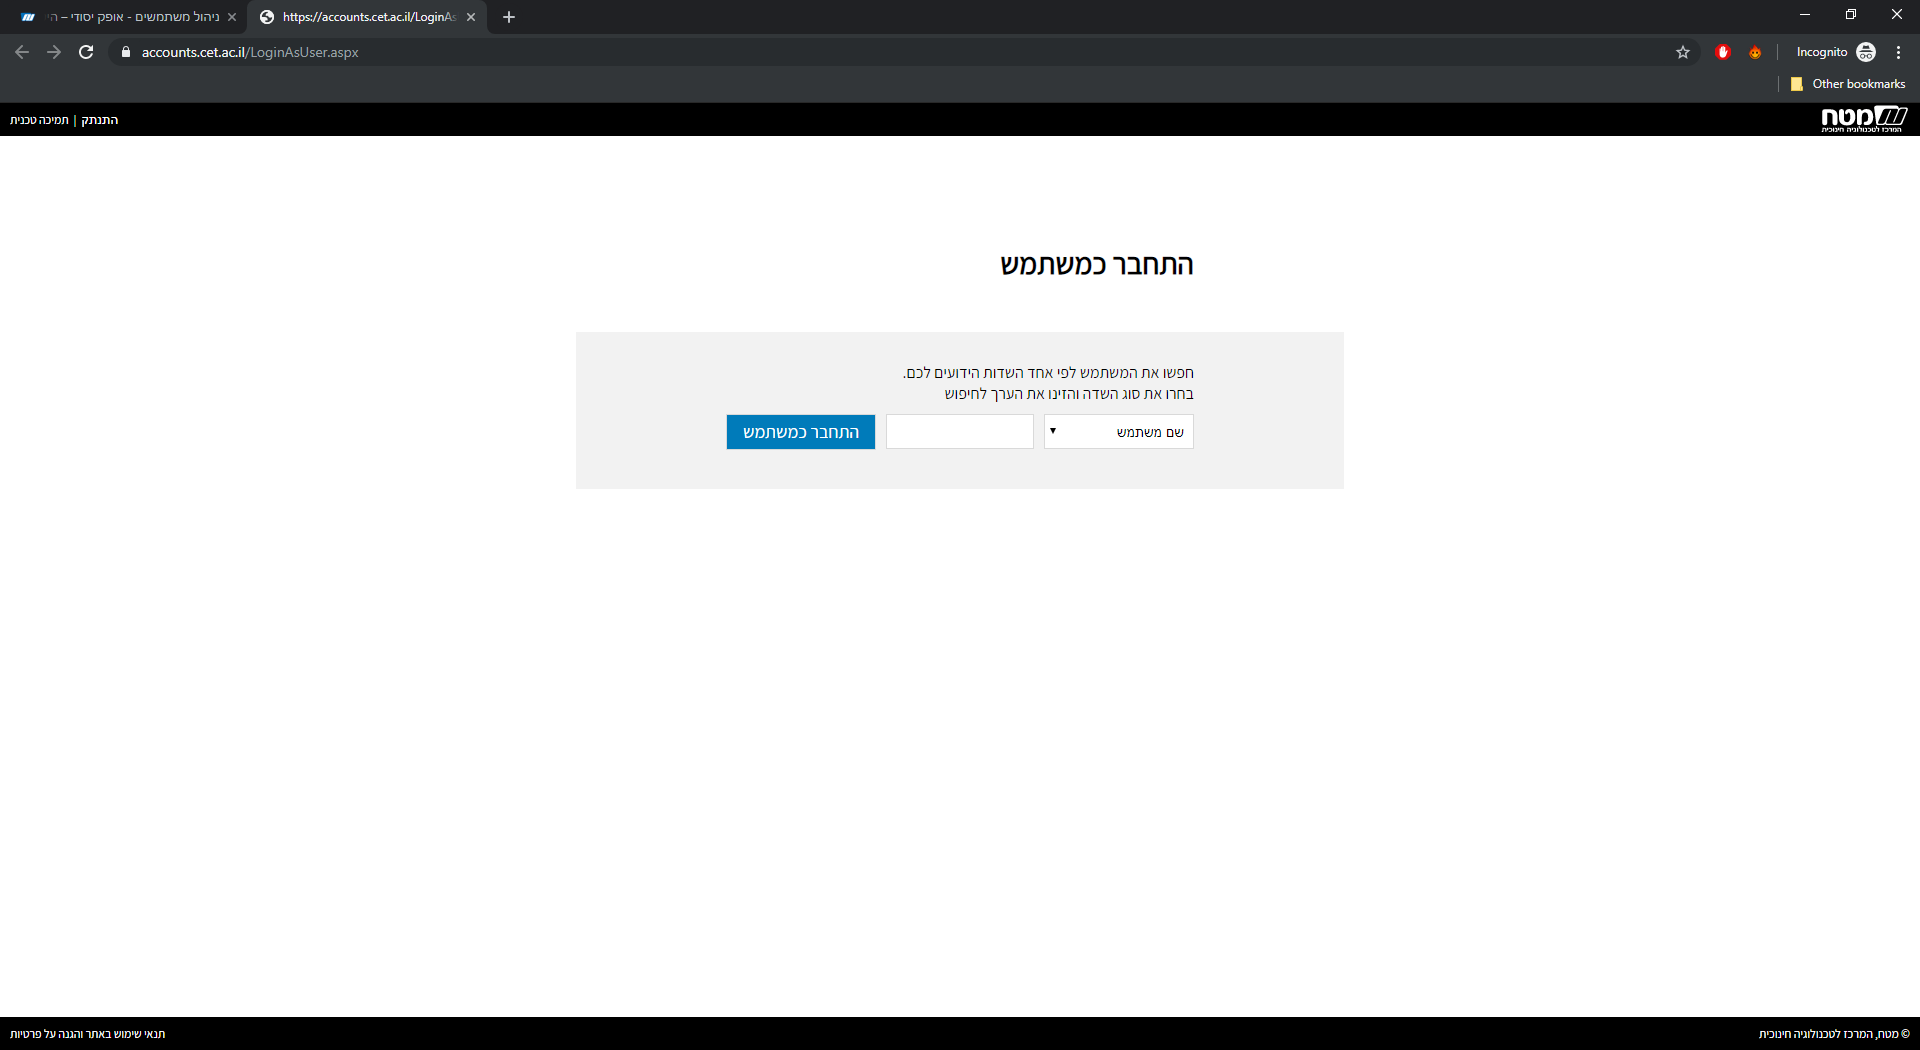 ניהול משתמשים - אופק יסודי – הי
https://accounts.cet.ac.il/LoginAs
accounts.cet.ac.il/LoginAsUser.aspx
Incognito
Other bookmarks
מטח
המרכז לטכנולוגיה חינוכית
התנתק | תמיכה טכנית
התחבר כמשתמש
חפשו את המשתמש לפי אחד השדות הידועים לכם.
בחרו את סוג השדה והזינו את הערך לחיפוש
שם משתמש
התחבר כמשתמש
© מטח, המרכז לטכנולוגיה חינוכית
תנאי שימוש באתר והגנה על פרטיות